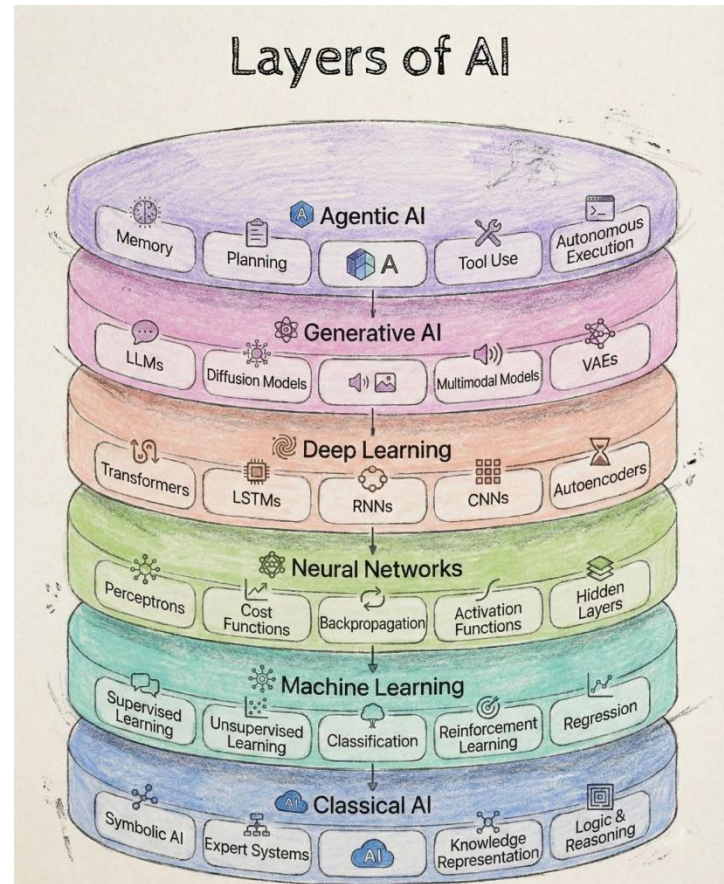 Layers of AI
A Agentic AI
Memory
Planning
A
Tool Use
Autonomous
Execution
Generative AI
LLMs
Diffusion Models
Multimodal Models
VAEs
Deep Learning
Transformers
LSTMs
RNNs
CNNs
Autoencoders
Neural Networks
Perceptrons
Cost
Functions
Backpropagation
Activation
Functions
Hidden
Layers
Machine Learning
Supervised
Learning
Unsupervised
Learning
Classification
Reinforcement
Learning
Regression
AI Classical AI
Symbolic AI
Expert Systems
AI
Knowledge
Representation
Logic &
Reasoning